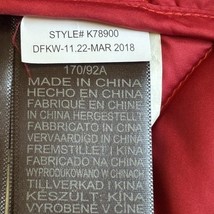 STYLE# K78900
DFKW-11.22-MAR 2018
170/92A
MADE IN CHINA
HECHO EN CHINA
FABRIQUÉ EN CHINE
IN CHINA HERGESTELLT
FABRICADO EM CHINA
VERVAARDIGD IN CHINA
FREMSTILLET I KINA
FABBRICATO IN CINA
WYPRODUKOWANO W CHINACH
TILLVERKAD I KINA
KÉSZÜLT: KÍNA
VYROBENÉ V ČÍNE